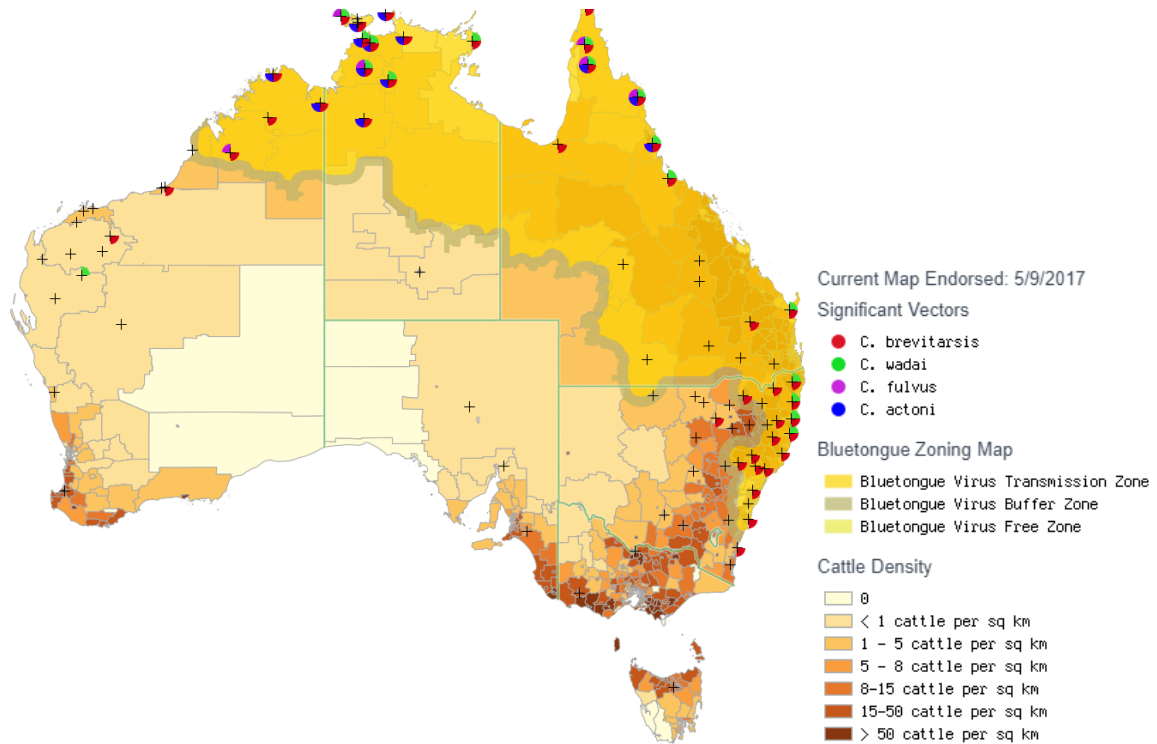 Current Map Endorsed: 5/9/2017
Significant Vectors
C. brevitarsis
C. wadai
C. fulvus
C. actoni
Bluetongue Zoning Map
Bluetongue Virus Transmission Zone
Bluetongue Virus Buffer Zone
Bluetongue Virus Free Zone
Cattle Density
0
< 1 cattle per sq km
1 - 5 cattle per sq km
5 - 8 cattle per sq km
8-15 cattle per sq km
15-50 cattle per sq km
> 50 cattle per sq km